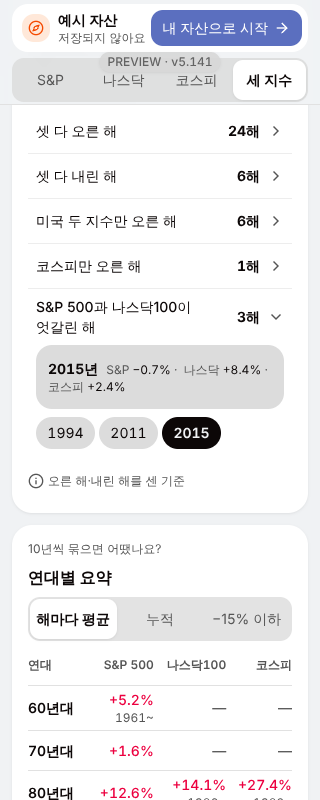 예시 자산
저장되지 않아요
내 자산으로 시작 →
PREVIEW · v5.141
S&P 나스닥 코스피 세 지수
셋 다 오른 해 24해
셋 다 내린 해 6해
미국 두 지수만 오른 해 6해
코스피만 오른 해 1해
S&P 500과 나스닥100이
엇갈린 해 3해
2015년 S&P −0.7% · 나스닥 +8.4% ·
코스피 +2.4%
1994 2011 2015
오른 해·내린 해를 센 기준
10년씩 묶으면 어땠나요?
연대별 요약
해마다 평균 누적 −15% 이하
연대 S&P 500 나스닥100 코스피
60년대 +5.2% — —
1961~
70년대 +1.6% — —
80년대 +12.6% +14.1% +27.4%